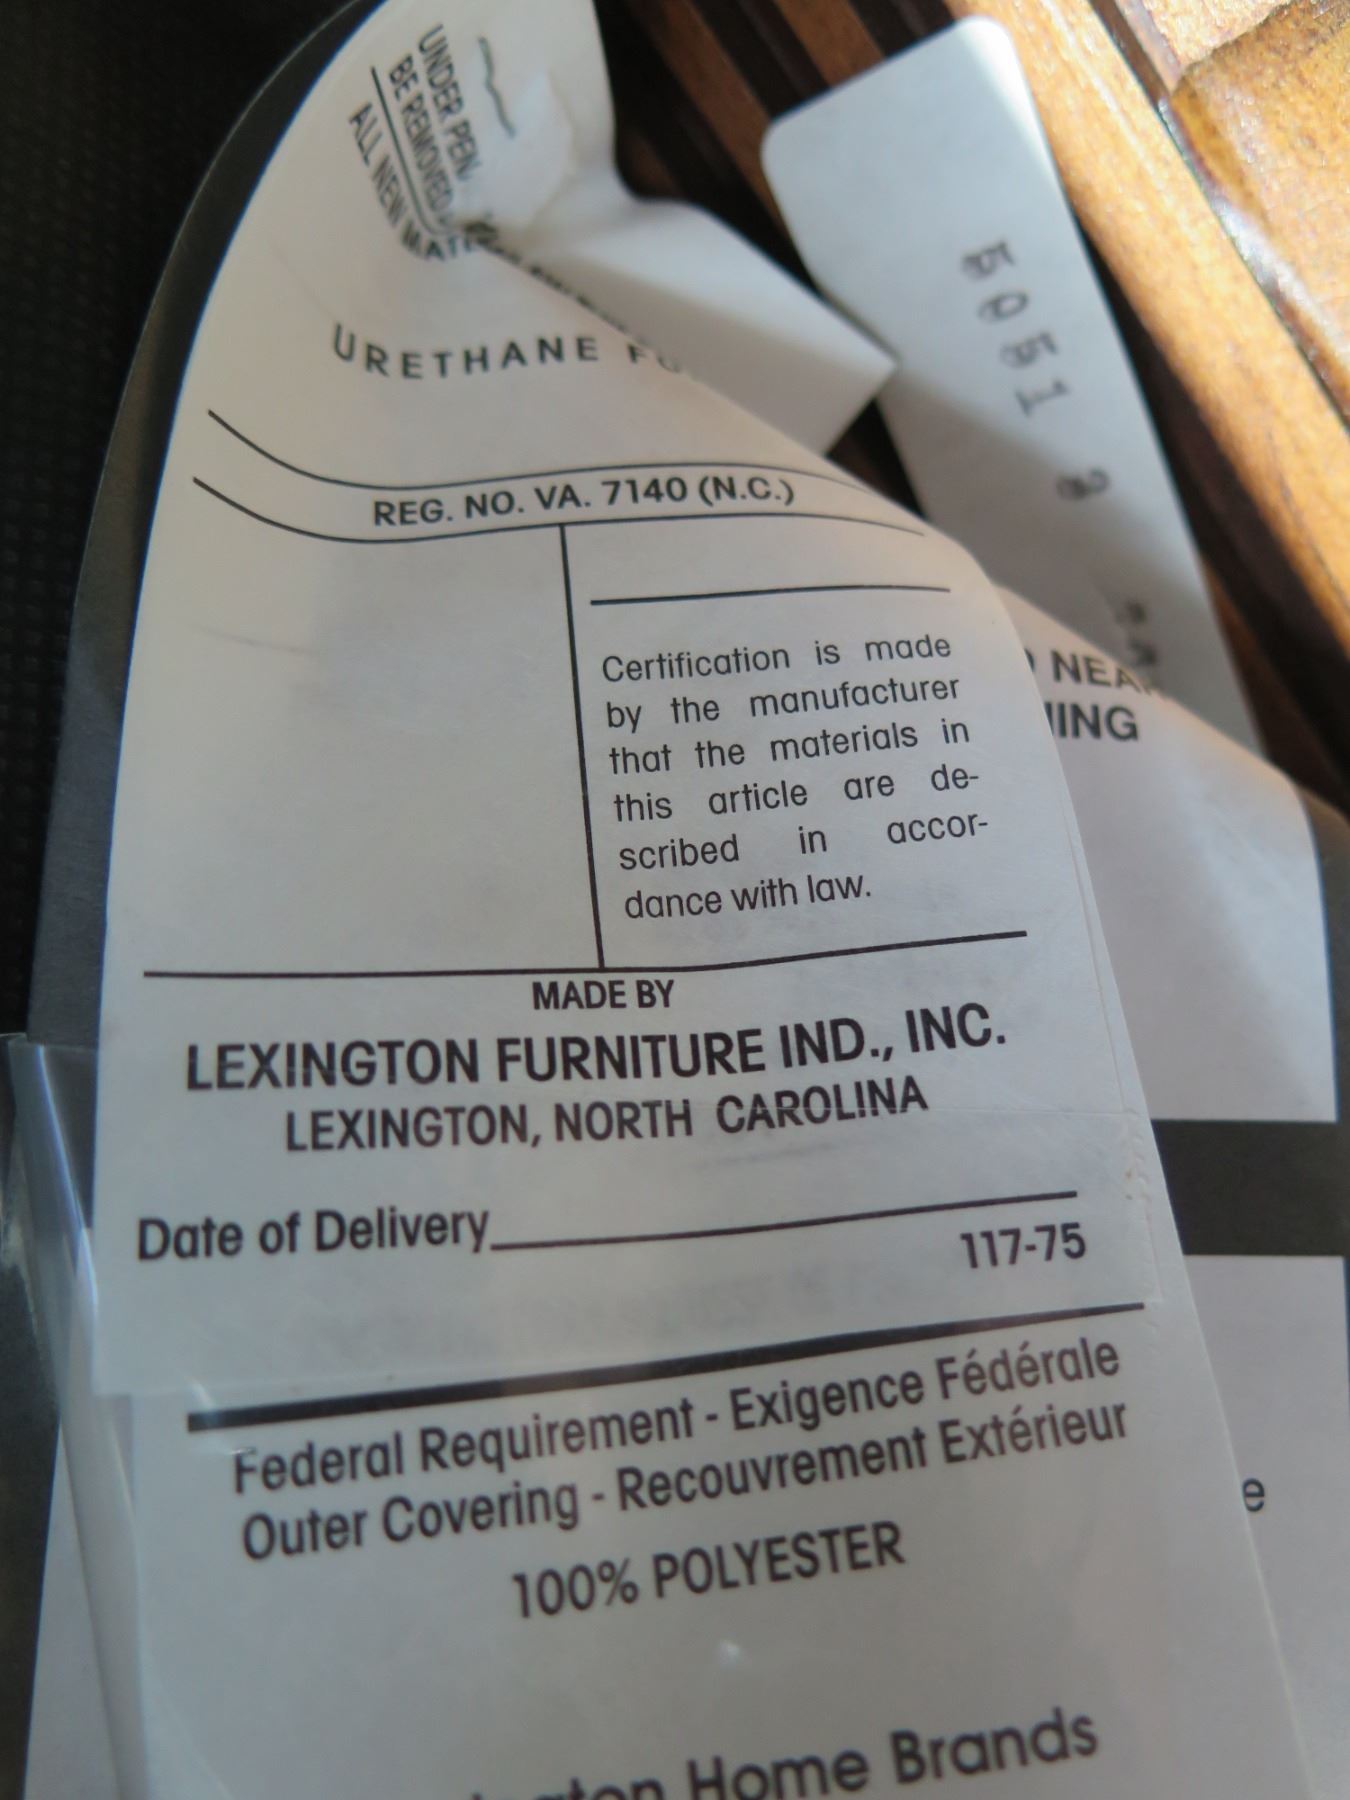 UNDER PEN
BE REMOVED
ALL NEW MAT
URETHANE
REG. NO. VA. 7140 (N.C.)
Certification is made
by the manufacturer
that the materials in
this article are de-
scribed in accor-
dance with law.
MADE BY
LEXINGTON FURNITURE IND., INC.
LEXINGTON, NORTH CAROLINA
Date of Delivery
117-75
Federal Requirement - Exigence Fédérale
Outer Covering - Recouvrement Extérieur
100% POLYESTER
Home Brands
5051
NEA
ING
e